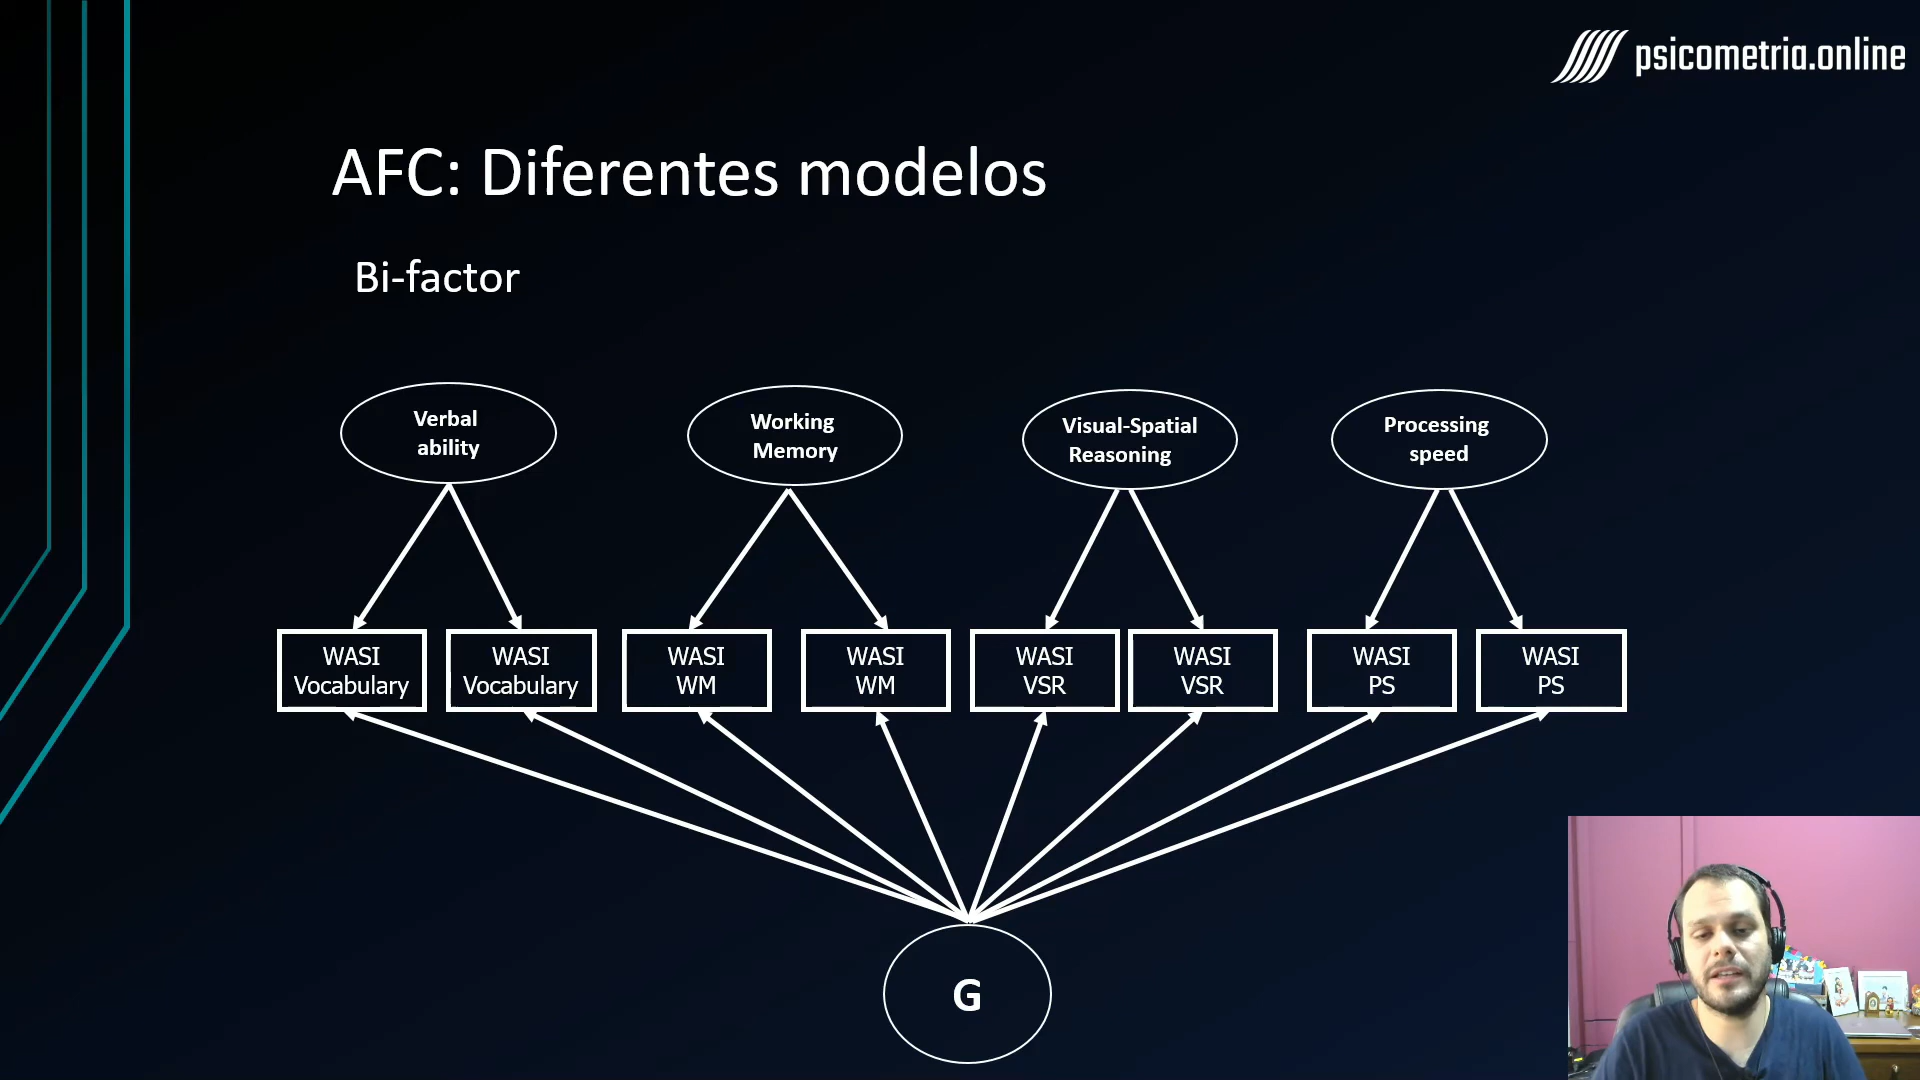 psicometria.online
AFC: Diferentes modelos
Bi-factor
Verbal
ability
Working
Memory
Visual-Spatial
Reasoning
Processing
speed
WASI
Vocabulary
WASI
Vocabulary
WASI
WM
WASI
WM
WASI
VSR
WASI
VSR
WASI
PS
WASI
PS
G